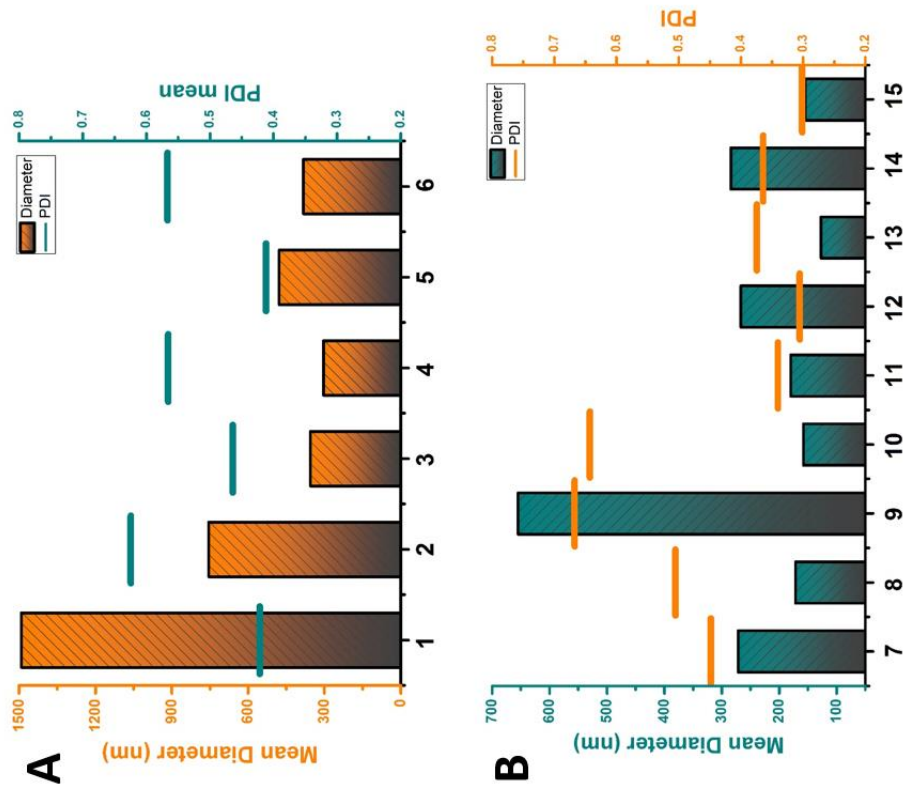 A
Mean Diameter (nm)
1500
1200
900
600
300
0
1 2 3 4 5 6
Diameter
PDI
PDI mean
0.8
0.7
0.6
0.5
0.4
0.3
0.2
B
Mean Diameter (nm)
700
600
500
400
300
200
100
7 8 9 10 11 12 13 14 15
Diameter
PDI
PDI
0.8
0.7
0.6
0.5
0.4
0.3
0.2